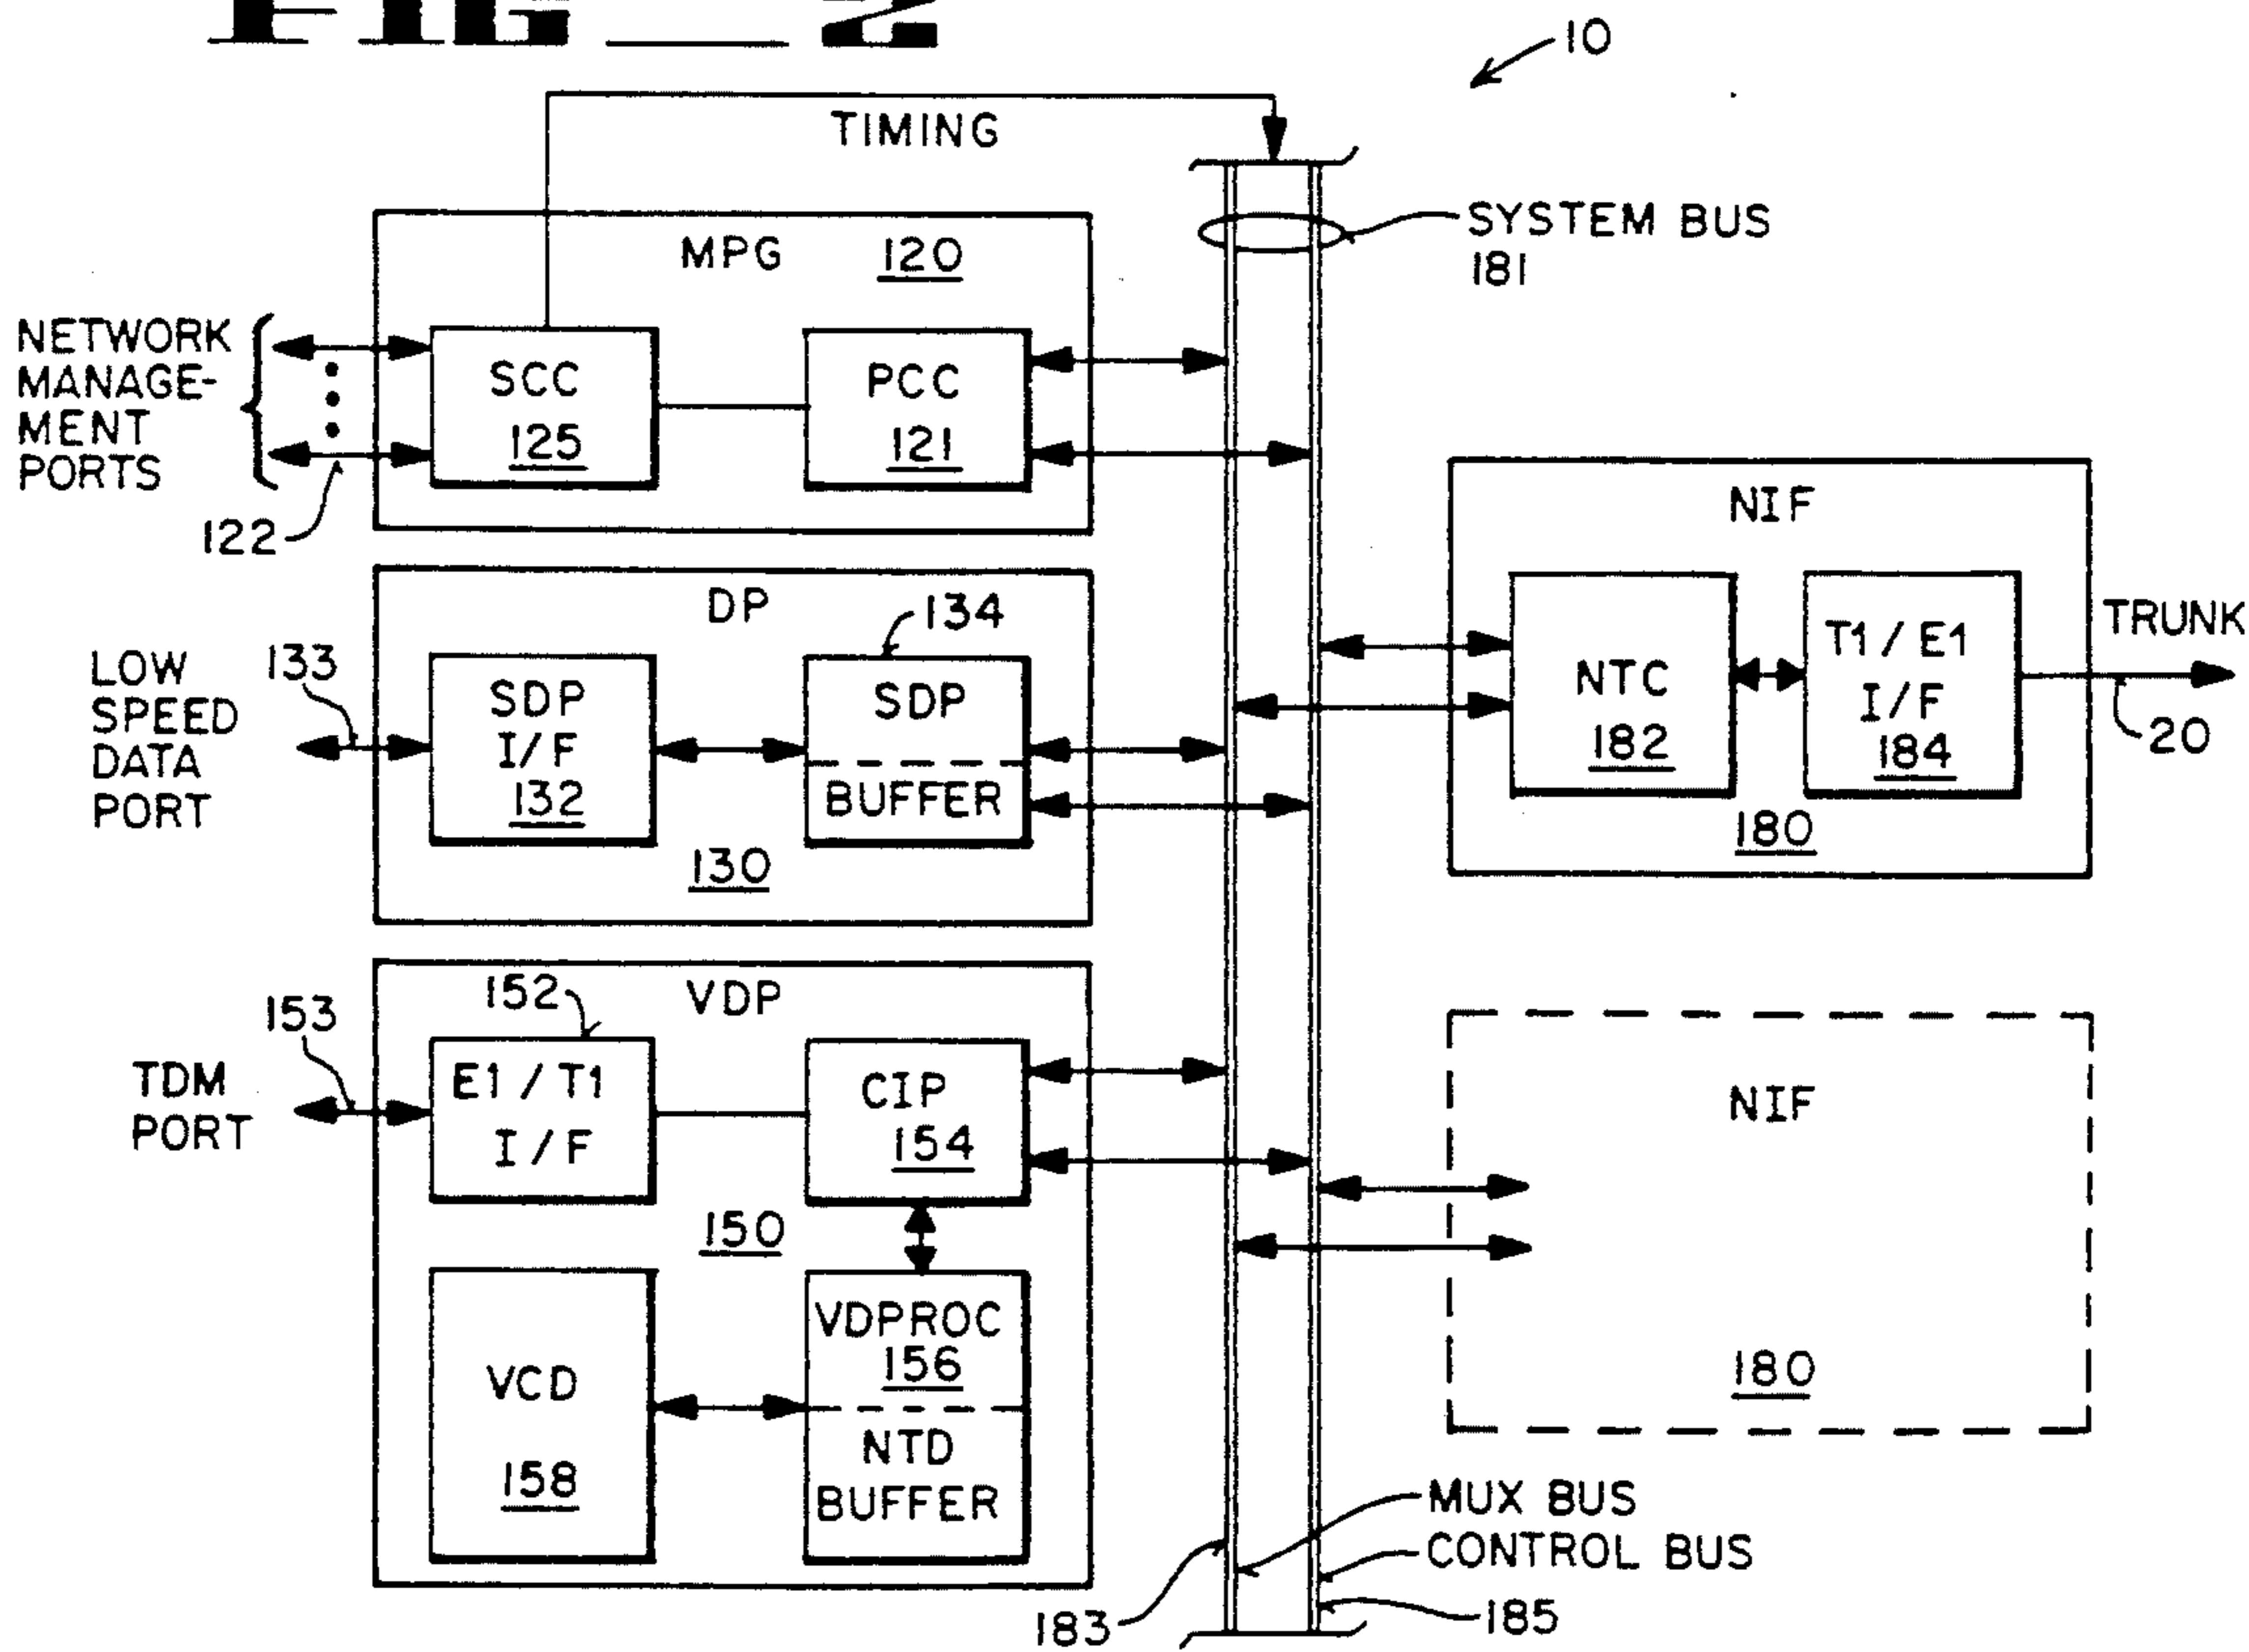 FIG_2
10
TIMING
SYSTEM BUS
181
MPG 120
NETWORK
MANAGE-
MENT
PORTS
SCC
125
PCC
121
122
NIF
DP
134
LOW
SPEED
DATA
PORT
133
SDP
I/F
132
SDP
BUFFER
130
NTC
182
T1/E1
I/F
184
TRUNK
20
180
VDP
152
153
TDM
PORT
E1/T1
I/F
CIP
154
150
NIF
VCD
158
VDPROC
156
NTD
BUFFER
180
MUX BUS
CONTROL BUS
183
185